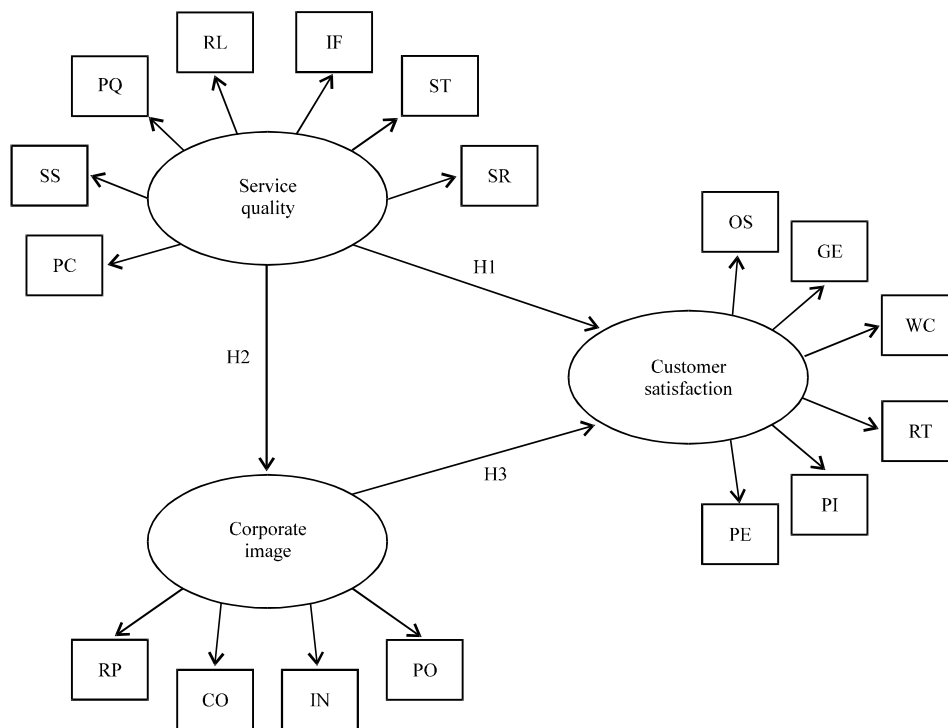 RL
IF
PQ
ST
SS
SR
PC
Service
quality
OS
GE
H1
WC
H2
Customer
satisfaction
RT
H3
PI
PE
Corporate
image
RP
CO
IN
PO